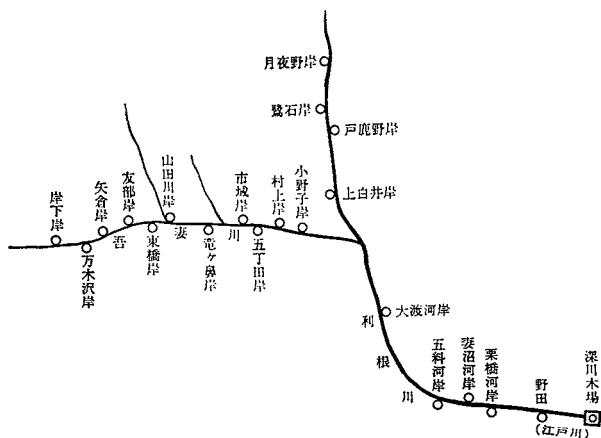 月夜野岸
鷺石岸
戸鹿野岸
上白井岸
岸下岸
万木沢岸
矢倉岸
友部岸
東橋岸
山田川岸
竜ヶ鼻岸
市城岸
五丁田岸
村上岸
小野子岸
吾妻川
大渡河岸
利根川
五料河岸
妻沼河岸
栗橋河岸
野田
(江戸川)
深川木場